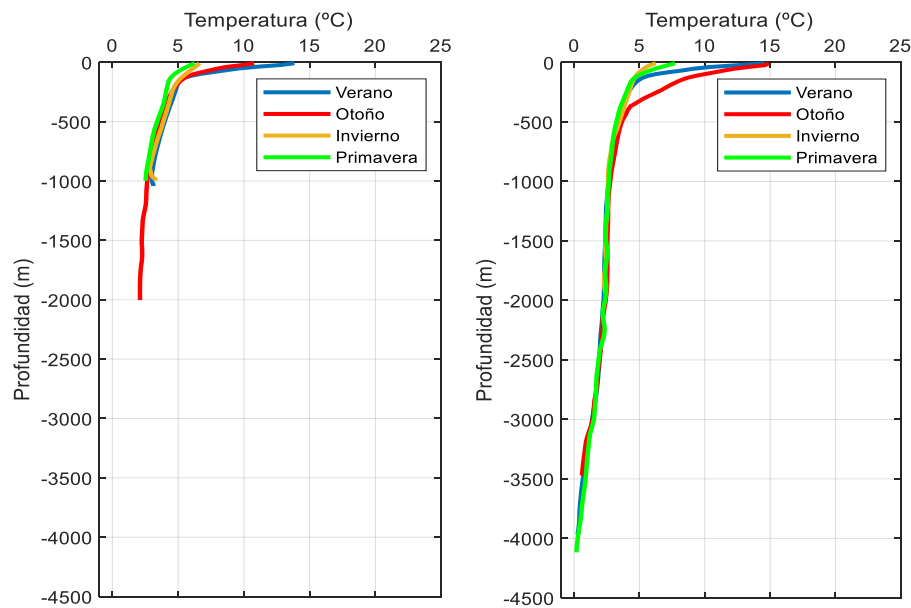 Temperatura (ºC)
0 5 10 15 20 25
0
-500
-1000
-1500
-2000
-2500
-3000
-3500
-4000
-4500
Profundidad (m)
Verano
Otoño
Invierno
Primavera
Temperatura (ºC)
0 5 10 15 20 25
0
-500
-1000
-1500
-2000
-2500
-3000
-3500
-4000
-4500
Profundidad (m)
Verano
Otoño
Invierno
Primavera